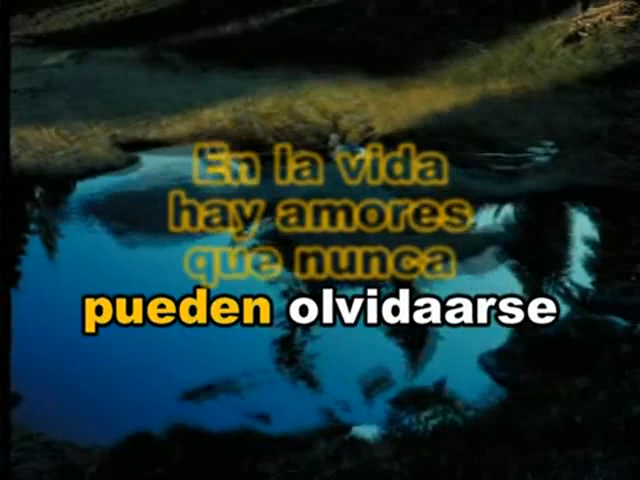 En la vida
hay amores
que nunca
pueden olvidaarse